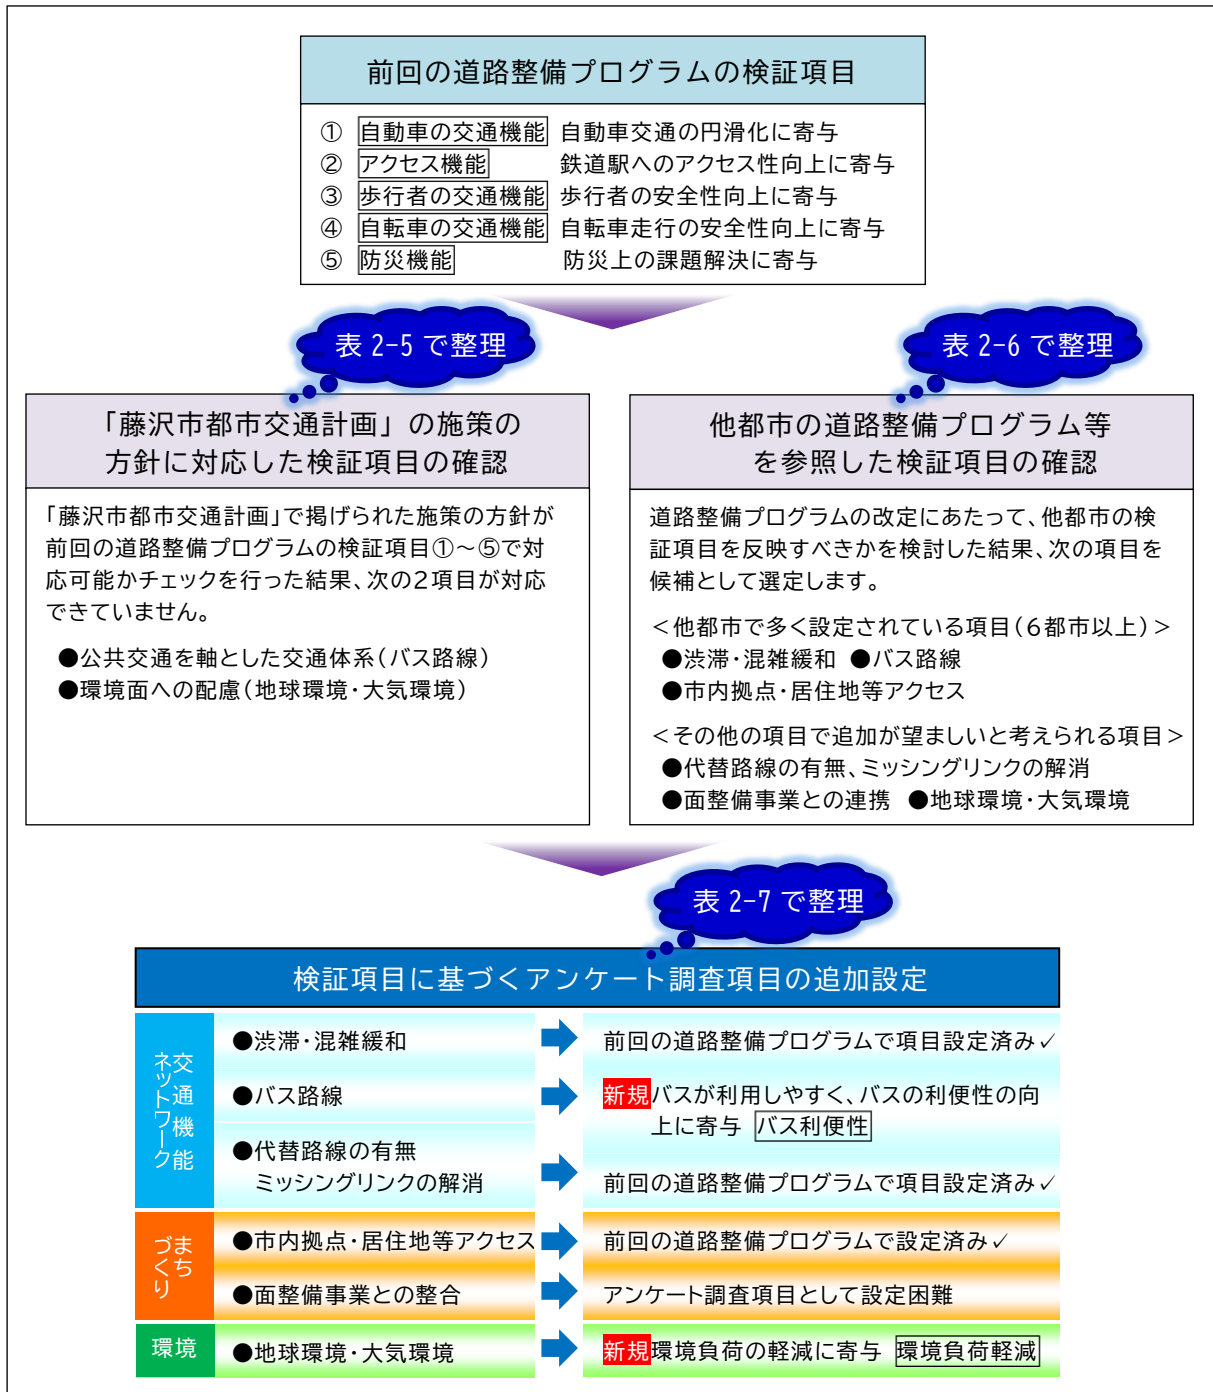 前回の道路整備プログラムの検証項目
① 自動車の交通機能 自動車交通の円滑化に寄与
② アクセス機能 鉄道駅へのアクセス性向上に寄与
③ 歩行者の交通機能 歩行者の安全性向上に寄与
④ 自転車の交通機能 自転車走行の安全性向上に寄与
⑤ 防災機能 防災上の課題解決に寄与
表 2-5 で整理
「藤沢市都市交通計画」の施策の
方針に対応した検証項目の確認
「藤沢市都市交通計画」で掲げられた施策の方針が
前回の道路整備プログラムの検証項目①～⑤で対
応可能かチェックを行った結果、次の2項目が対応
できていません。
●公共交通を軸とした交通体系(バス路線)
●環境面への配慮(地球環境・大気環境)
表 2-6 で整理
他都市の道路整備プログラム等
を参照した検証項目の確認
道路整備プログラムの改定にあたって、他都市の検
証項目を反映すべきかを検討した結果、次の項目を
候補として選定します。
＜他都市で多く設定されている項目(6都市以上)＞
●渋滞・混雑緩和 ●バス路線
●市内拠点・居住地等アクセス
＜その他の項目で追加が望ましいと考えられる項目＞
●代替路線の有無、ミッシングリンクの解消
●面整備事業との連携 ●地球環境・大気環境
表 2-7 で整理
検証項目に基づくアンケート調査項目の追加設定
交通機能
ネットワーク
●渋滞・混雑緩和
前回の道路整備プログラムで項目設定済み✓
●バス路線
新規バスが利用しやすく、バスの利便性の向
上に寄与 バス利便性
●代替路線の有無
ミッシングリンクの解消
前回の道路整備プログラムで項目設定済み✓
まち
づくり
●市内拠点・居住地等アクセス
前回の道路整備プログラムで設定済み✓
●面整備事業との整合
アンケート調査項目として設定困難
環境
●地球環境・大気環境
新規環境負荷の軽減に寄与 環境負荷軽減